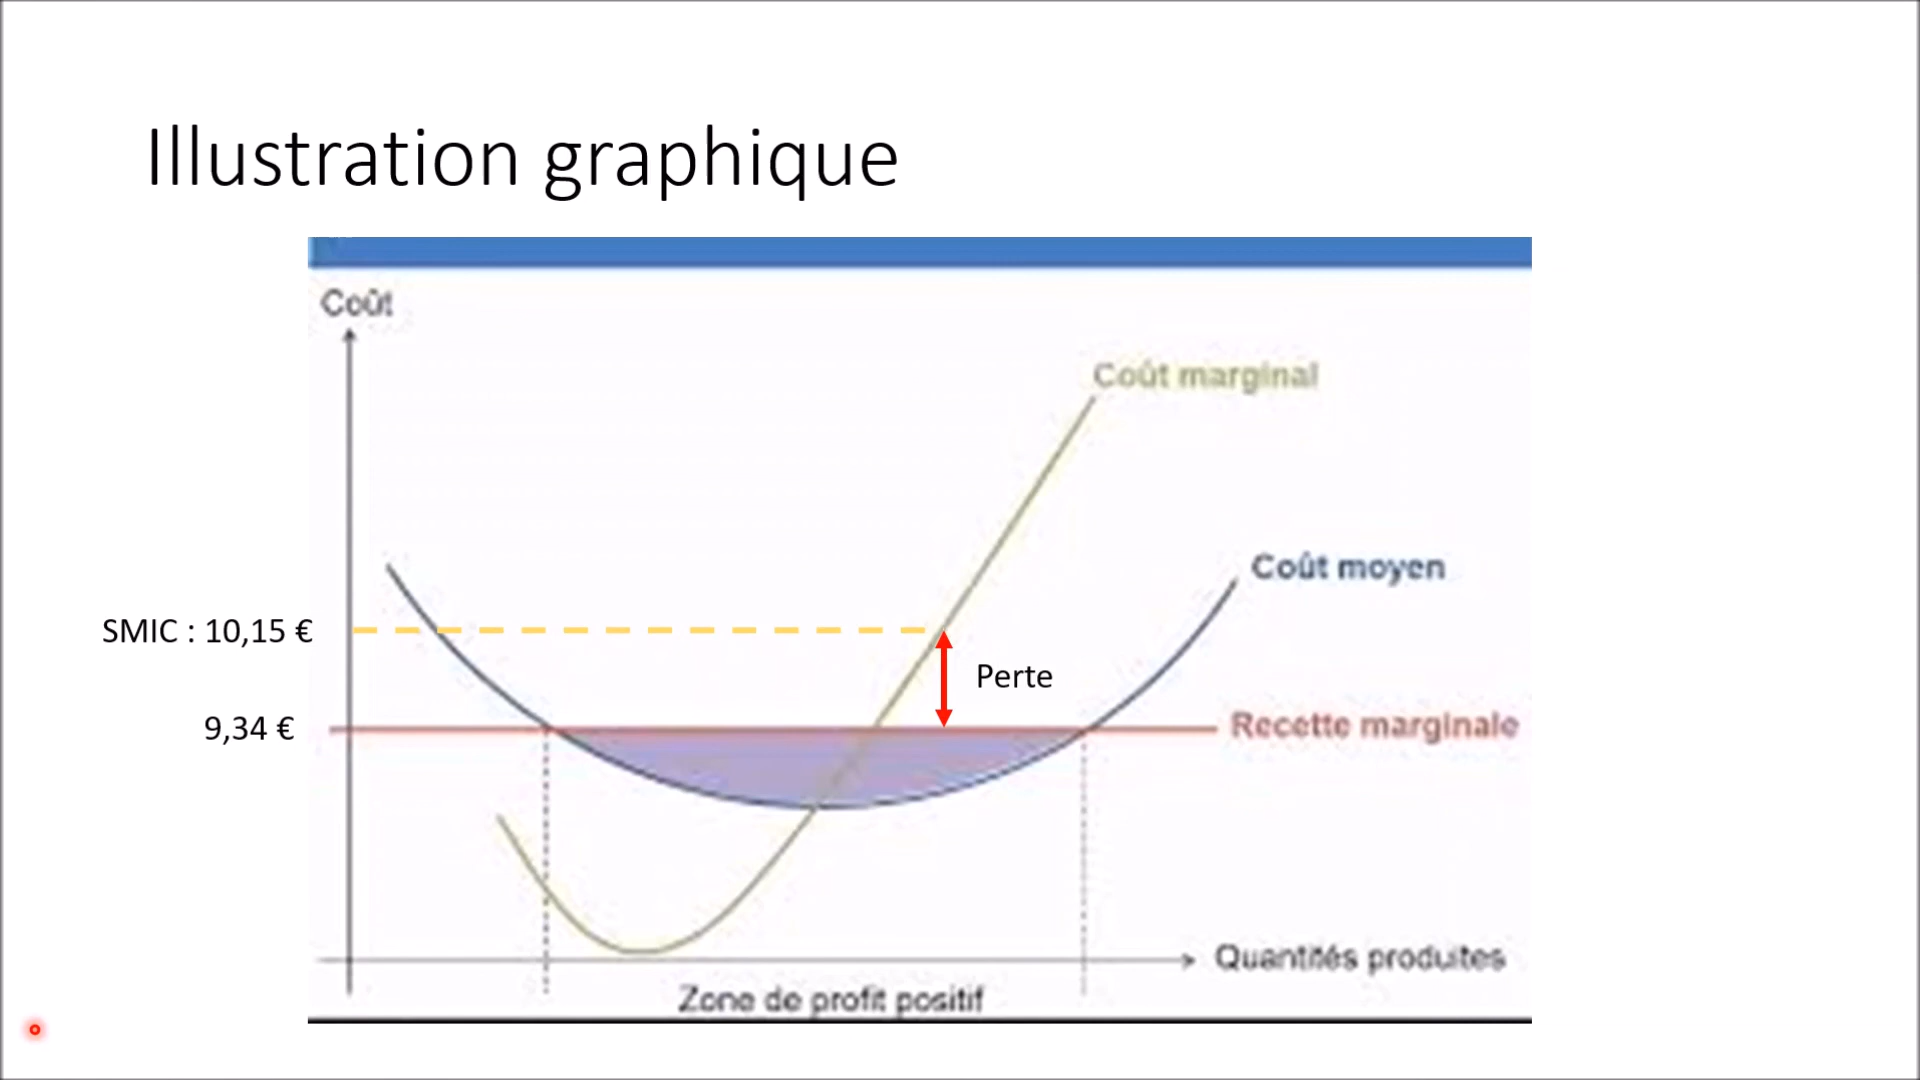 Illustration graphique
Coût
Coût marginal
Coût moyen
SMIC : 10,15 €
Perte
9,34 €
Recette marginale
Quantités produites
Zone de profit positif